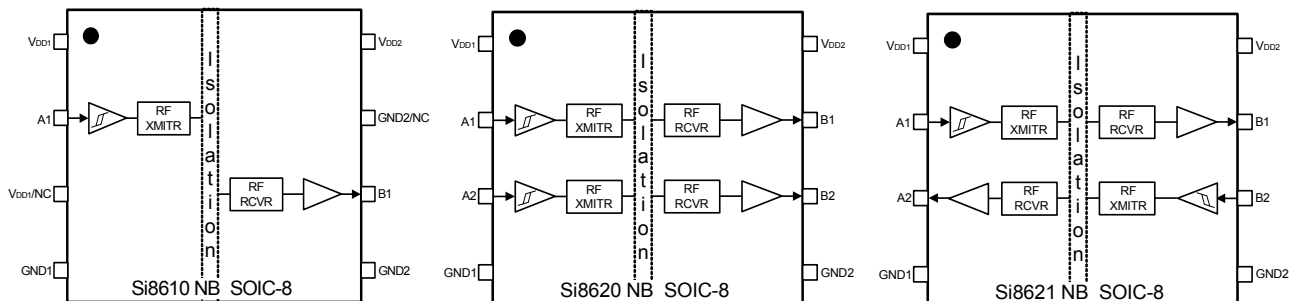 VDD1
VDD2
A1
RF
XMITR
GND2/NC
VDD1/NC
RF
RCVR
B1
GND1
GND2
Isolation
Si8610 NB SOIC-8
VDD1
VDD2
A1
RF
XMITR
RF
RCVR
B1
A2
RF
XMITR
RF
RCVR
B2
GND1
GND2
Isolation
Si8620 NB SOIC-8
VDD1
VDD2
A1
RF
XMITR
RF
RCVR
B1
A2
RF
RCVR
RF
XMITR
B2
GND1
GND2
Isolation
Si8621 NB SOIC-8